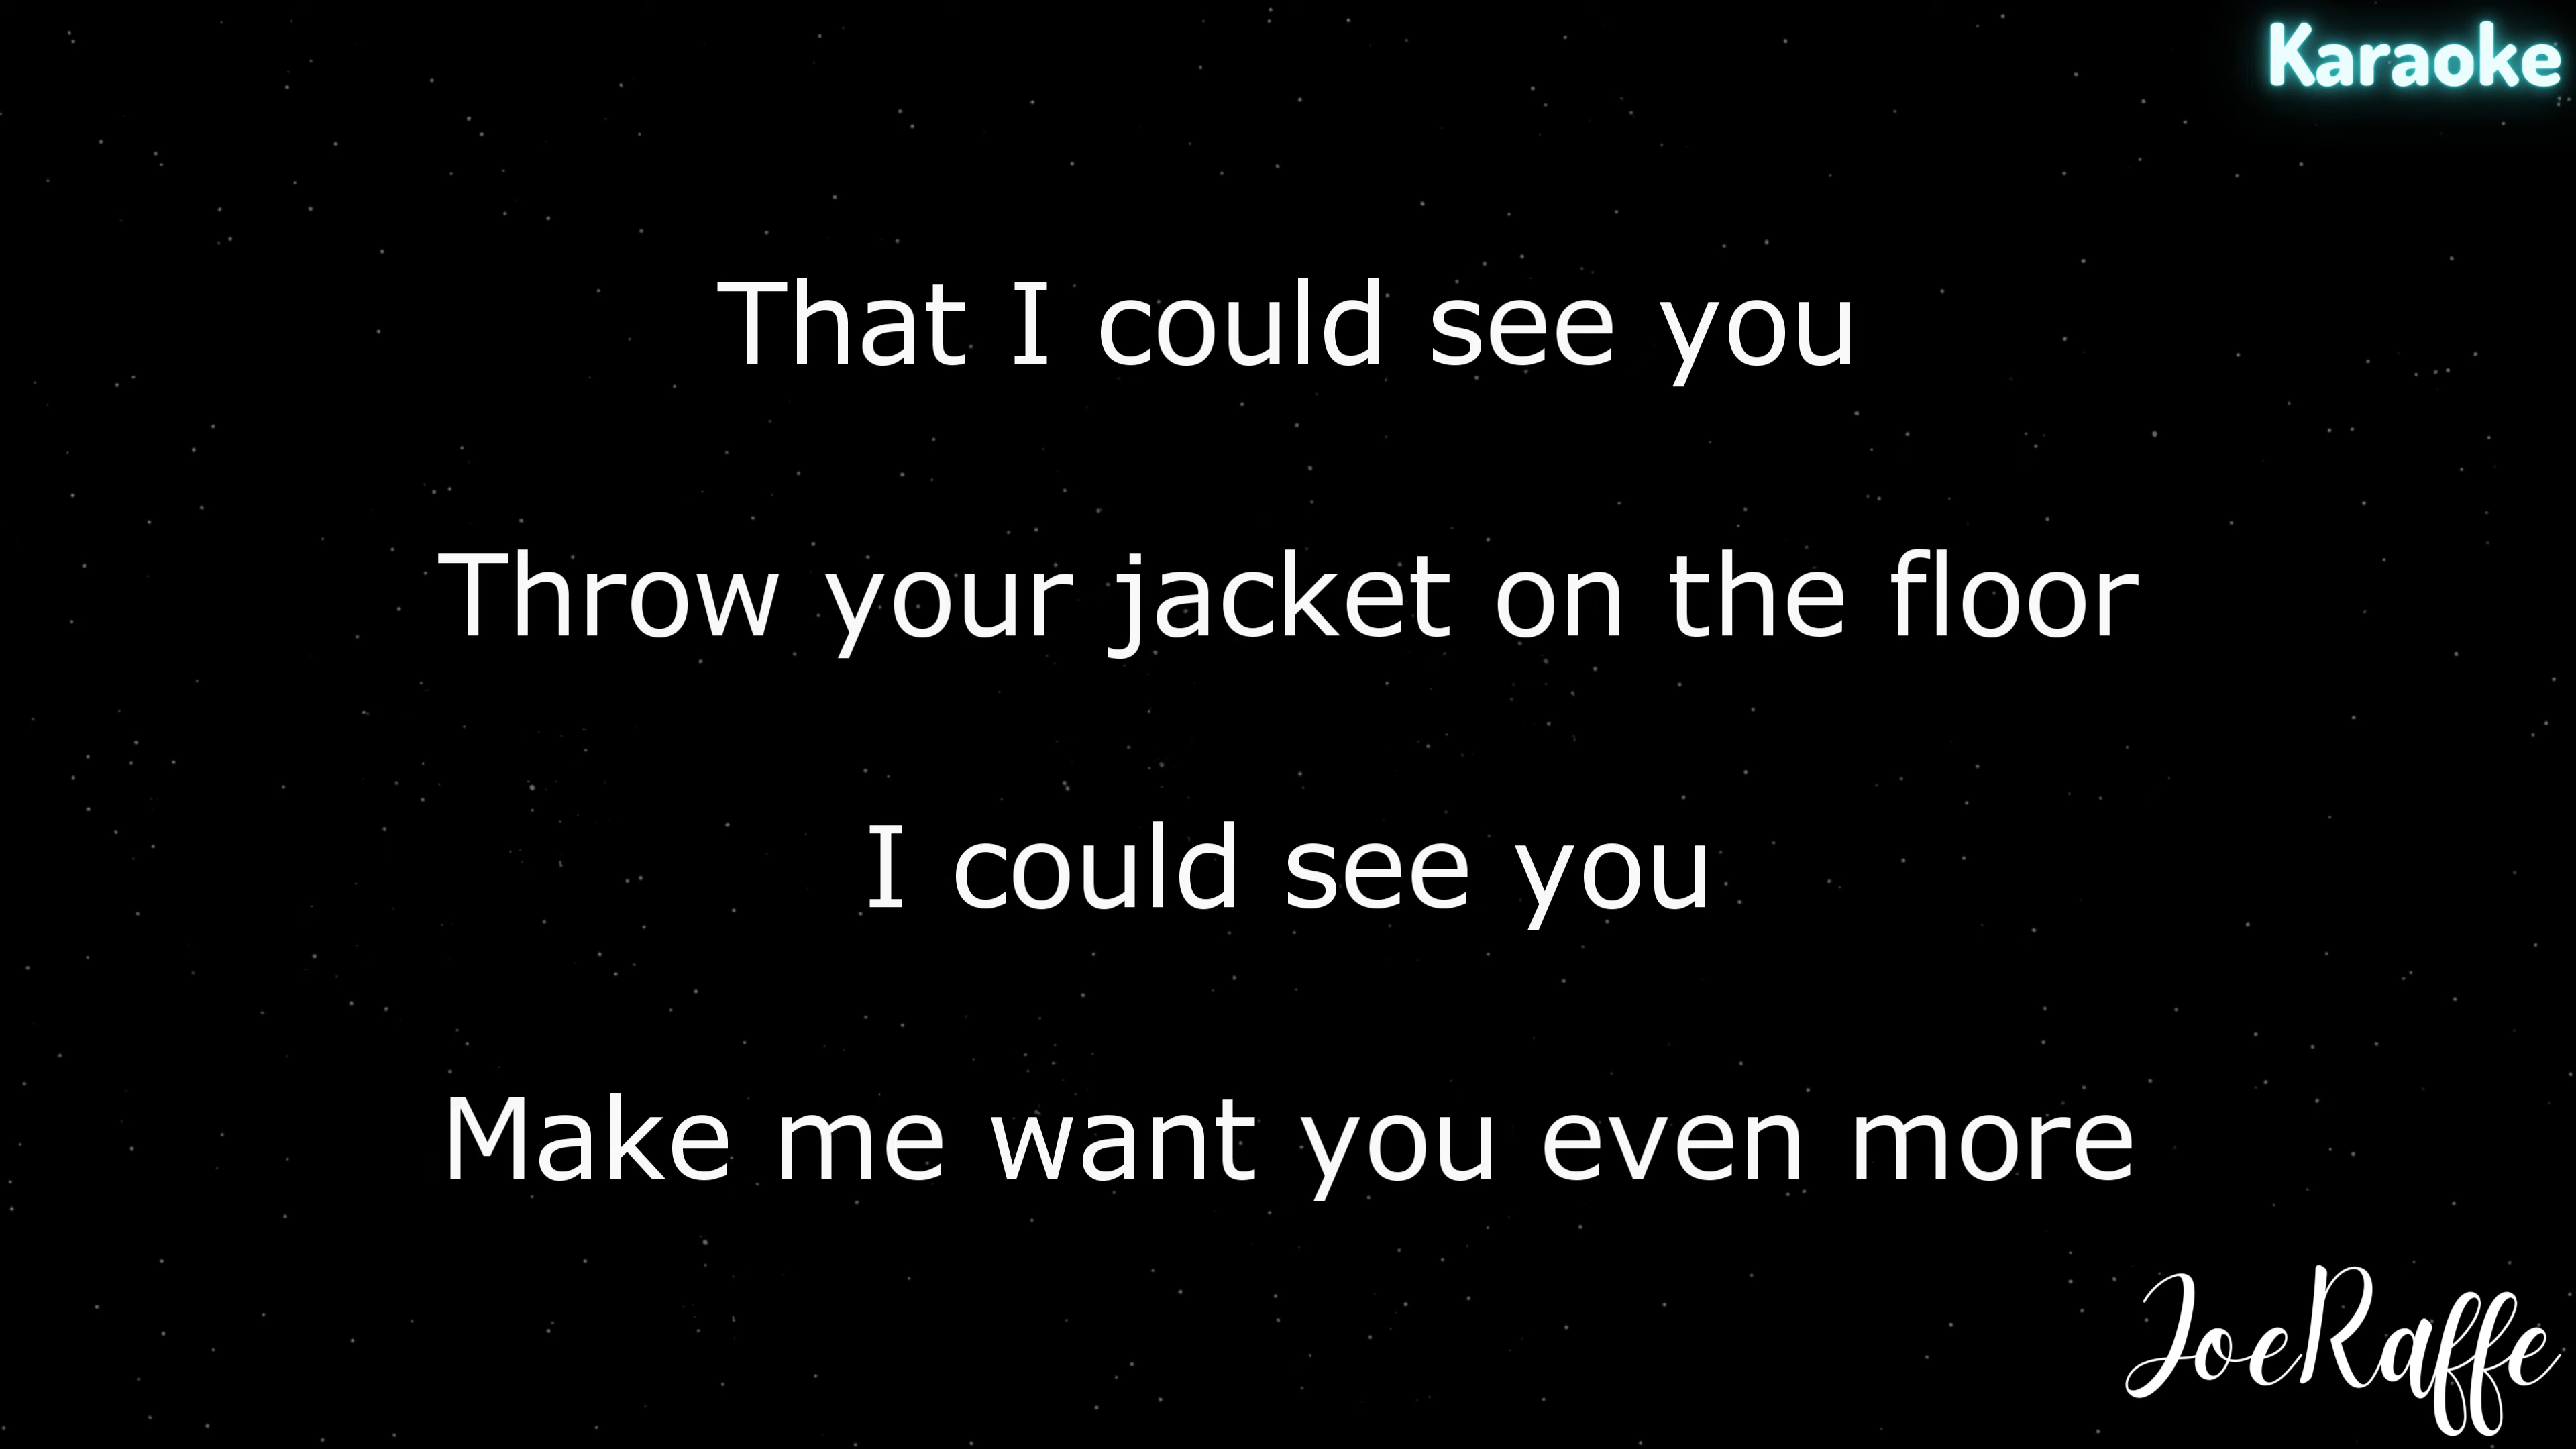 Karaoke
That I could see you
Throw your jacket on the floor
I could see you
Make me want you even more
JoeRaffe